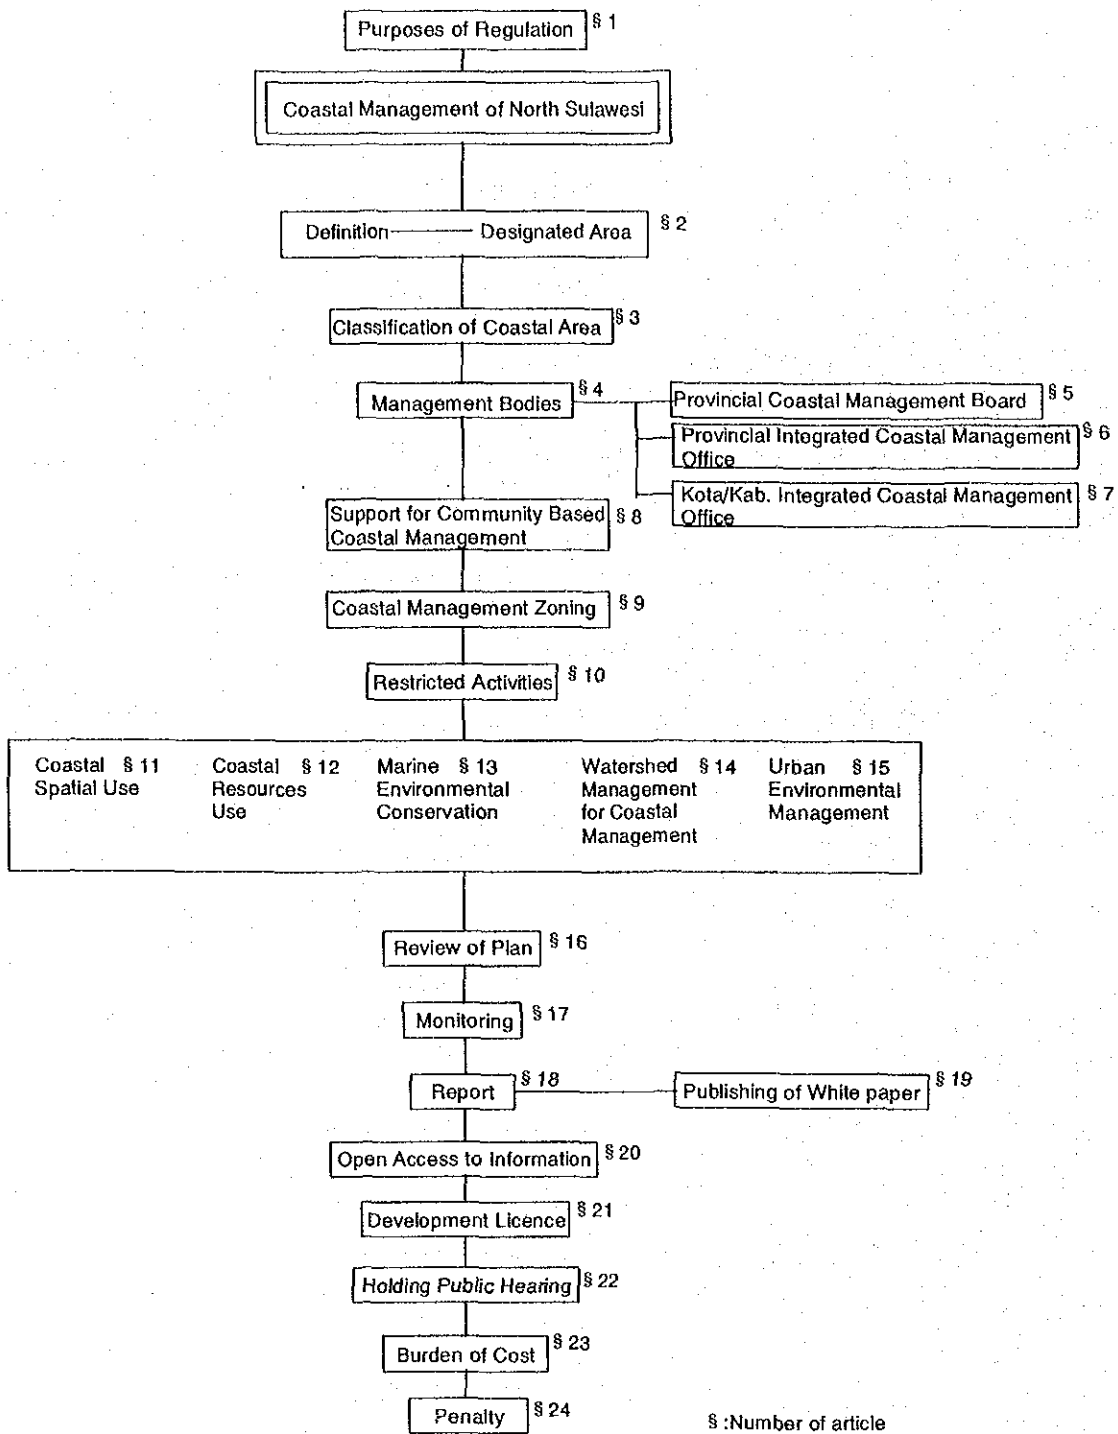 Purposes of Regulation § 1
Coastal Management of North Sulawesi
Definition Designated Area § 2
Classification of Coastal Area § 3
Management Bodies § 4
Provincial Coastal Management Board § 5
Provincial Integrated Coastal Management § 6
Office
Kota/Kab. Integrated Coastal Management § 7
Office
Support for Community Based § 8
Coastal Management
Coastal Management Zoning § 9
Restricted Activities § 10
Coastal § 11
Spatial Use
Coastal § 12
Resources
Use
Marine § 13
Environmental
Conservation
Watershed § 14
Management
for Coastal
Management
Urban § 15
Environmental
Management
Review of Plan § 16
Monitoring § 17
Report § 18
Publishing of White paper § 19
Open Access to Information § 20
Development Licence § 21
Holding Public Hearing § 22
Burden of Cost § 23
Penalty § 24
§ :Number of article